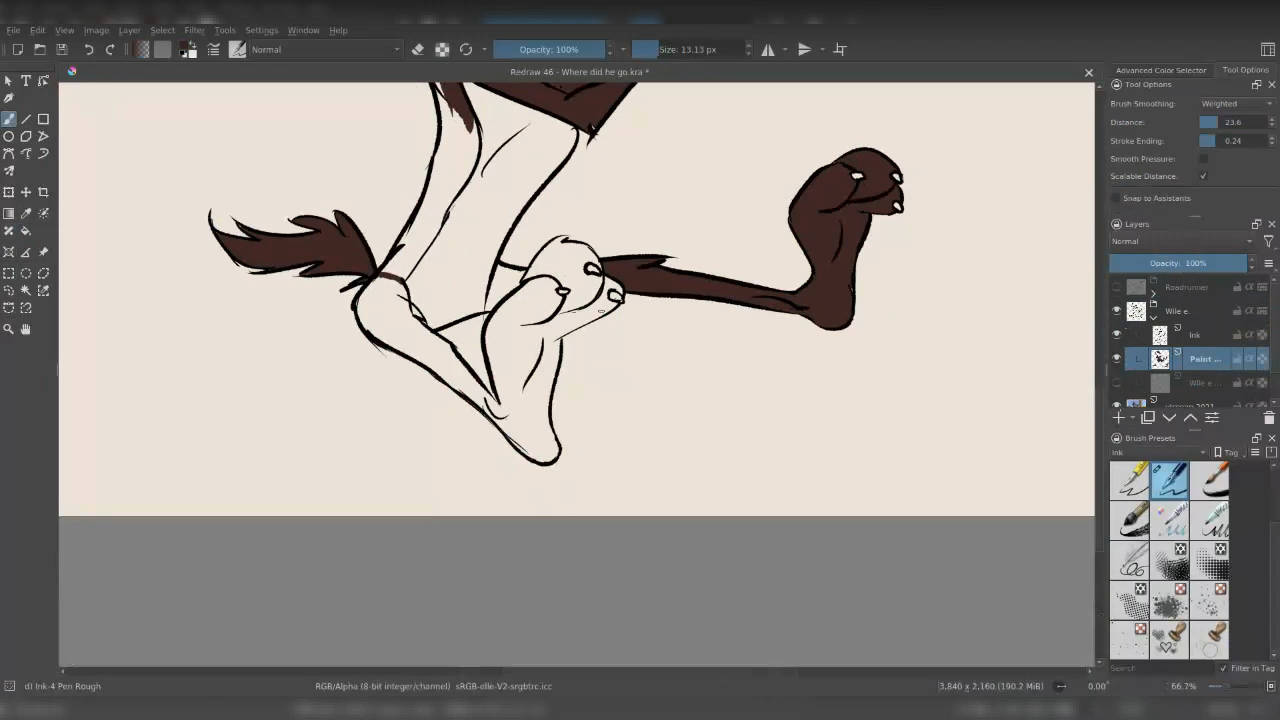 File Edit View Image Layer Select Filter Tools Settings Window Help
Normal Opacity: 100% Size: 13.13 px
Redraw 46 - Where did he go.kra *
Advanced Color Selector Tool Options
Tool Options
Brush Smoothing: Weighted
Distance: 23.6
Stroke Ending: 0.24
Smooth Pressure:
Scalable Distance:
Snap to Assistants
Layers
Normal
Opacity: 100%
Roadrunner
Wile e.
Ink
Paint ...
Wile e ...
Brush Presets
Ink Tag
Search Filter in Tag
d) Ink-4 Pen Rough RGB/Alpha (8-bit integer/channel) sRGB-elle-V2-srgbtrc.icc 3,840 x 2,160 (190.2 MiB) 0.00° 66.7%